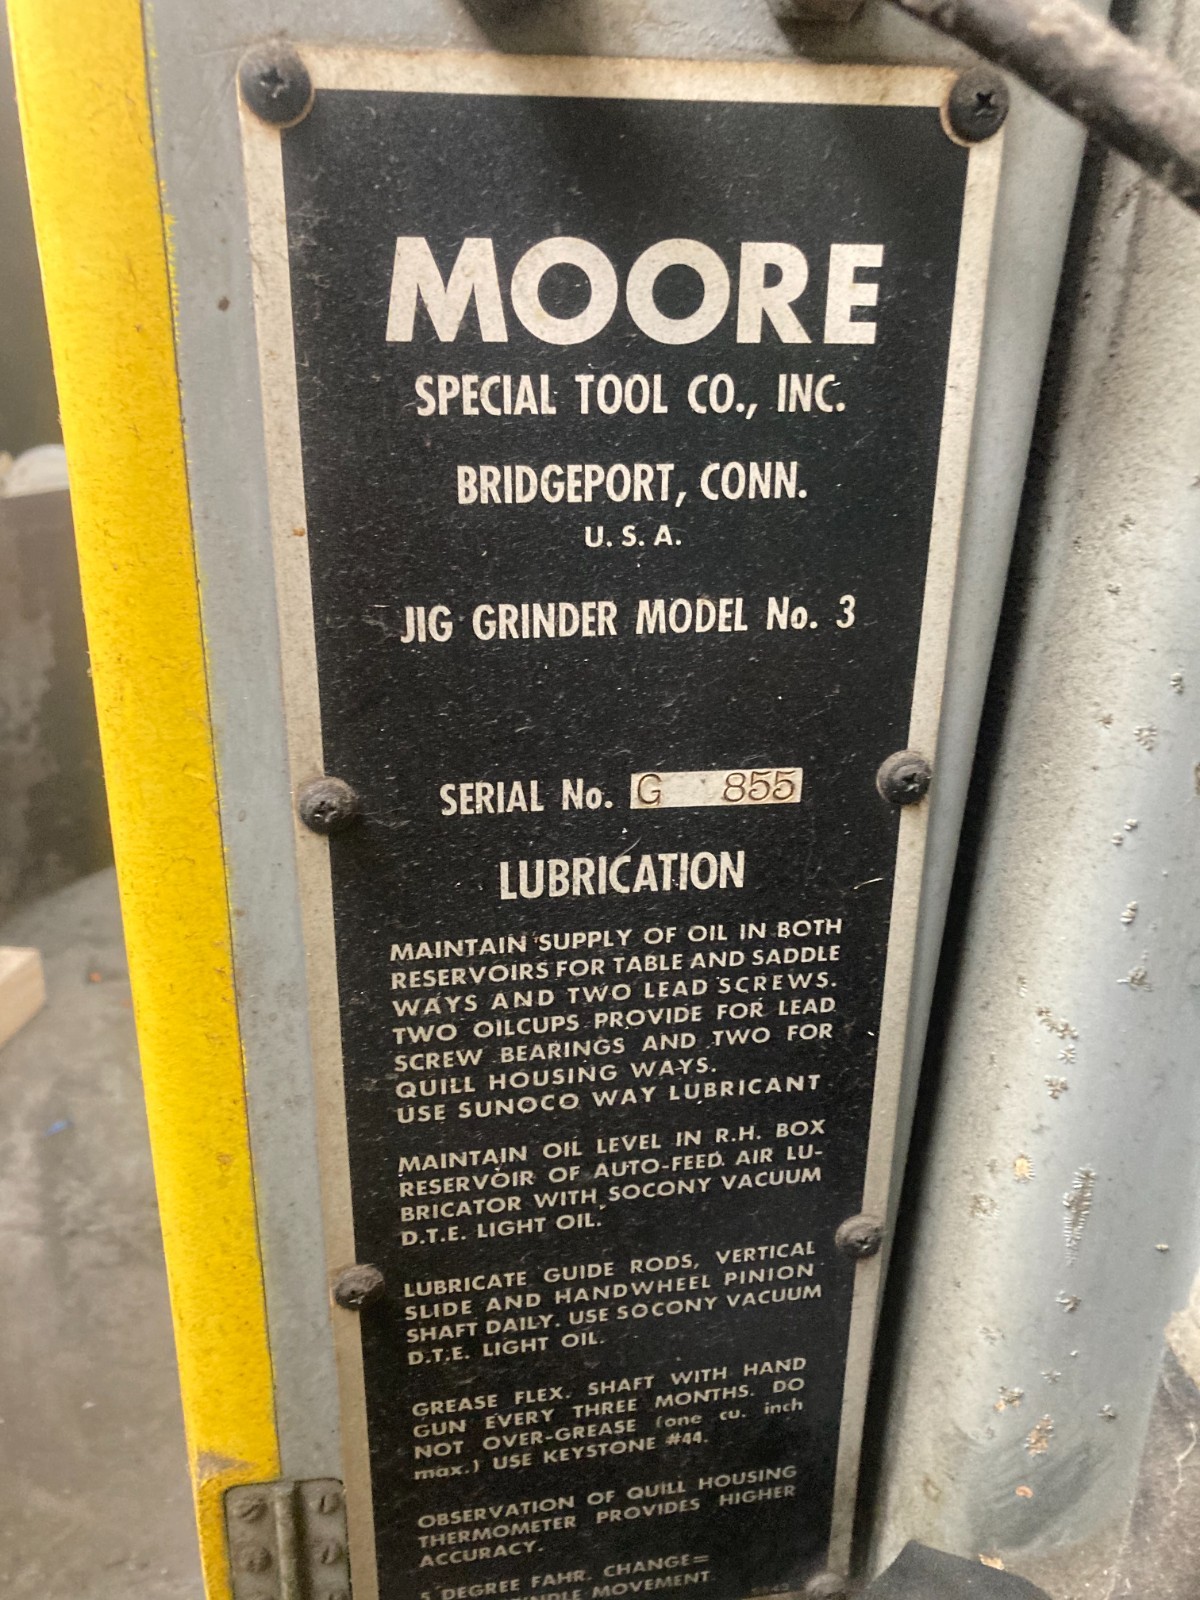 MOORE
SPECIAL TOOL CO., INC.
BRIDGEPORT, CONN.
U. S. A.
JIG GRINDER MODEL No. 3
SERIAL No. G 855
LUBRICATION
MAINTAIN SUPPLY OF OIL IN BOTH
RESERVOIRS FOR TABLE AND SADDLE
WAYS AND TWO LEAD SCREWS.
TWO OILCUPS PROVIDE FOR LEAD
SCREW BEARINGS AND TWO FOR
QUILL HOUSING WAYS.
USE SUNOCO WAY LUBRICANT
MAINTAIN OIL LEVEL IN R.H. BOX
RESERVOIR OF AUTO-FEED AIR LU-
BRICATOR WITH SOCONY VACUUM
D.T.E. LIGHT OIL.
LUBRICATE GUIDE RODS, VERTICAL
SLIDE AND HANDWHEEL PINION
SHAFT DAILY. USE SOCONY VACUUM
D.T.E. LIGHT OIL.
GREASE FLEX. SHAFT WITH HAND
GUN EVERY THREE MONTHS. DO
NOT OVER-GREASE (one cu. inch
max.) USE KEYSTONE #44.
OBSERVATION OF QUILL HOUSING
THERMOMETER PROVIDES HIGHER
ACCURACY.
5 DEGREE FAHR. CHANGE=
MOVEMENT